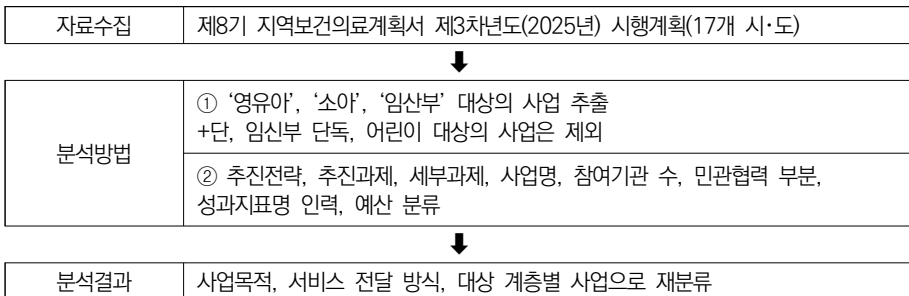 자료수집 제8기 지역보건의료계획서 제3차년도(2025년) 시행계획(17개 시·도)
분석방법
① ‘영유아’, ‘소아’, ‘임산부’ 대상의 사업 추출
+단, 임신부 단독, 어린이 대상의 사업은 제외
② 추진전략, 추진과제, 세부과제, 사업명, 참여기관 수, 민관협력 부분,
성과지표명 인력, 예산 분류
분석결과 사업목적, 서비스 전달 방식, 대상 계층별 사업으로 재분류